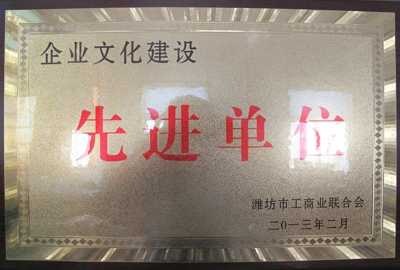 企业文化建设
先进单位
潍坊市工商业联合会
二0一三年二月